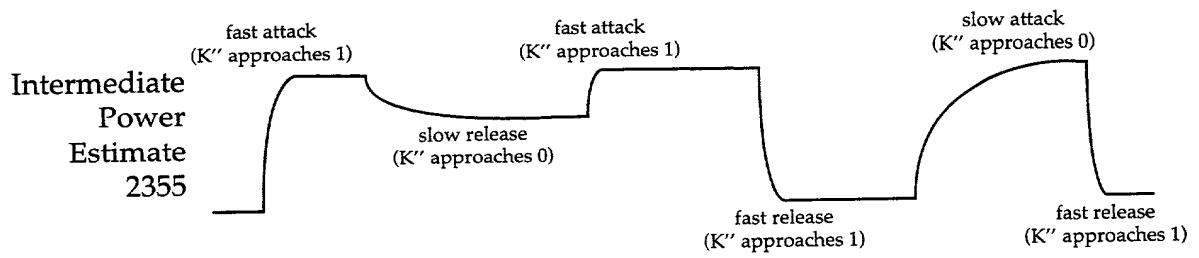 fast attack
(K″ approaches 1)
fast attack
(K″ approaches 1)
slow attack
(K″ approaches 0)
Intermediate
Power
Estimate
2355
slow release
(K″ approaches 0)
fast release
(K″ approaches 1)
fast release
(K″ approaches 1)